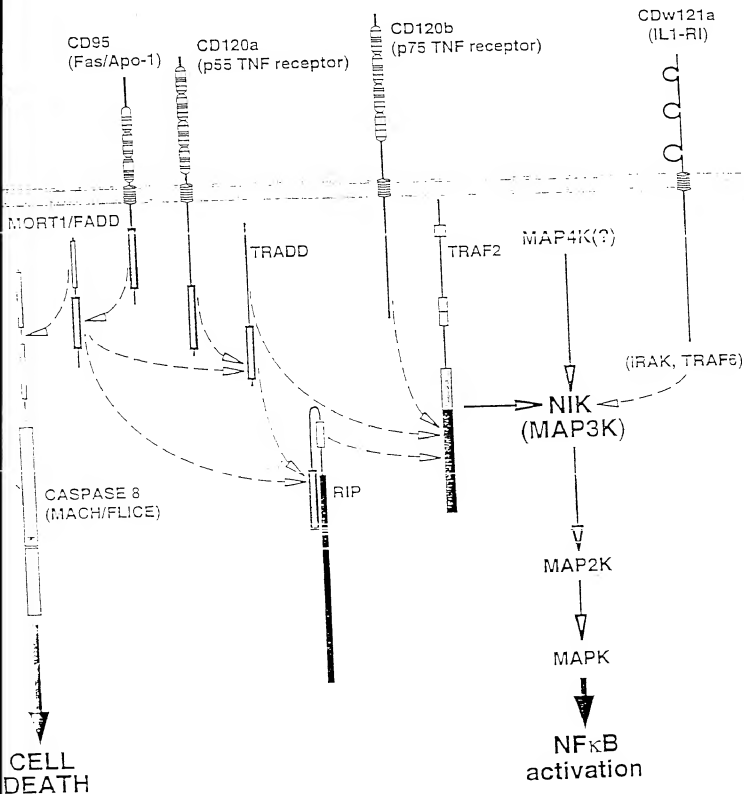 CD95
(Fas/Apo-1)
CD120a
(p55 TNF receptor)
CD120b
(p75 TNF receptor)
CDw121a
(IL1-RI)
MORT1/FADD
TRADD
TRAF2
MAP4K(?)
(IRAK, TRAF6)
NIK
(MAP3K)
CASPASE 8
(MACH/FLICE)
RIP
MAP2K
MAPK
CELL
DEATH
NFκB
activation